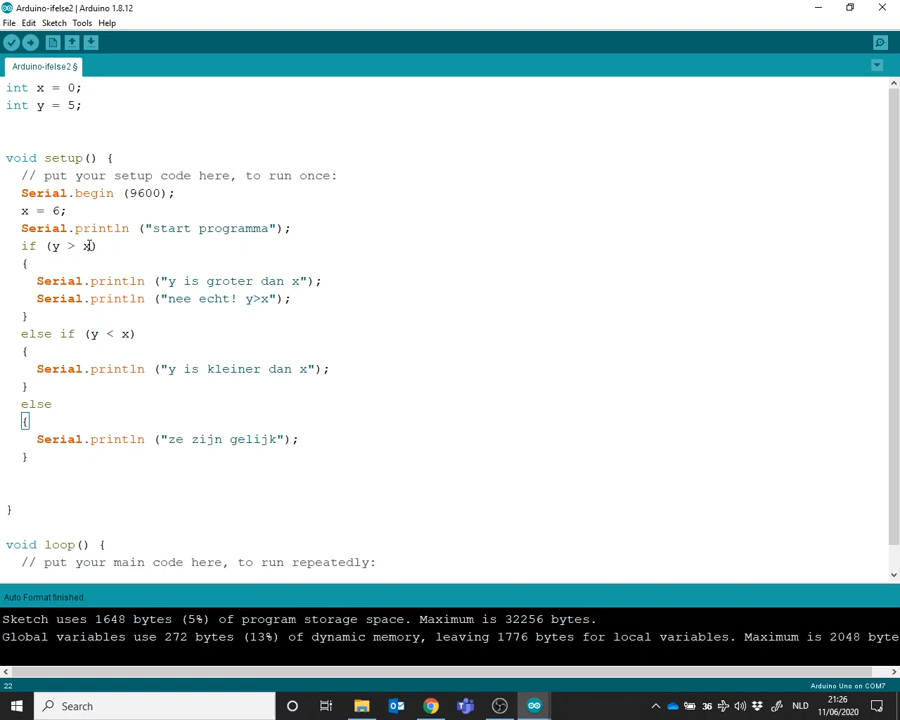 Arduino-ifelse2 | Arduino 1.8.12
File Edit Sketch Tools Help
Arduino-ifelse2 §
int x = 0;
int y = 5;
void setup() {
// put your setup code here, to run once:
Serial.begin (9600);
x = 6;
Serial.println ("start programma");
if (y > x)
{
Serial.println ("y is groter dan x");
Serial.println ("nee echt! y>x");
}
else if (y < x)
{
Serial.println ("y is kleiner dan x");
}
else
{
Serial.println ("ze zijn gelijk");
}
}
void loop() {
// put your main code here, to run repeatedly:
Auto Format finished.
Sketch uses 1648 bytes (5%) of program storage space. Maximum is 32256 bytes.
Global variables use 272 bytes (13%) of dynamic memory, leaving 1776 bytes for local variables. Maximum is 2048 byte
22
Arduino Uno on COM7
Search
36
NLD
21:26
11/06/2020